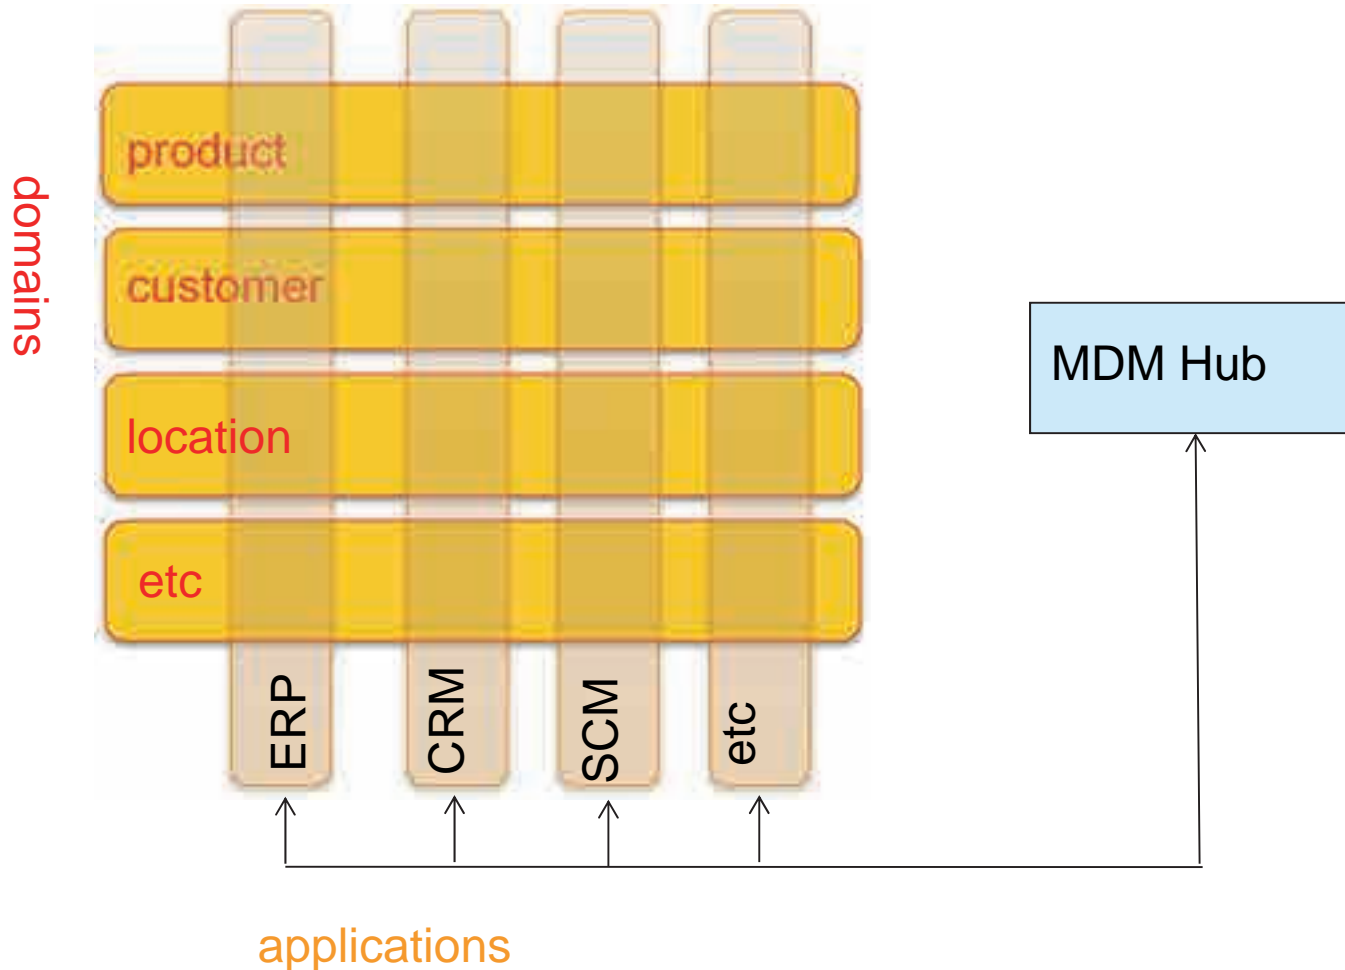 domains
product
customer
location
etc
MDM Hub
ERP
CRM
SCM
etc
applications